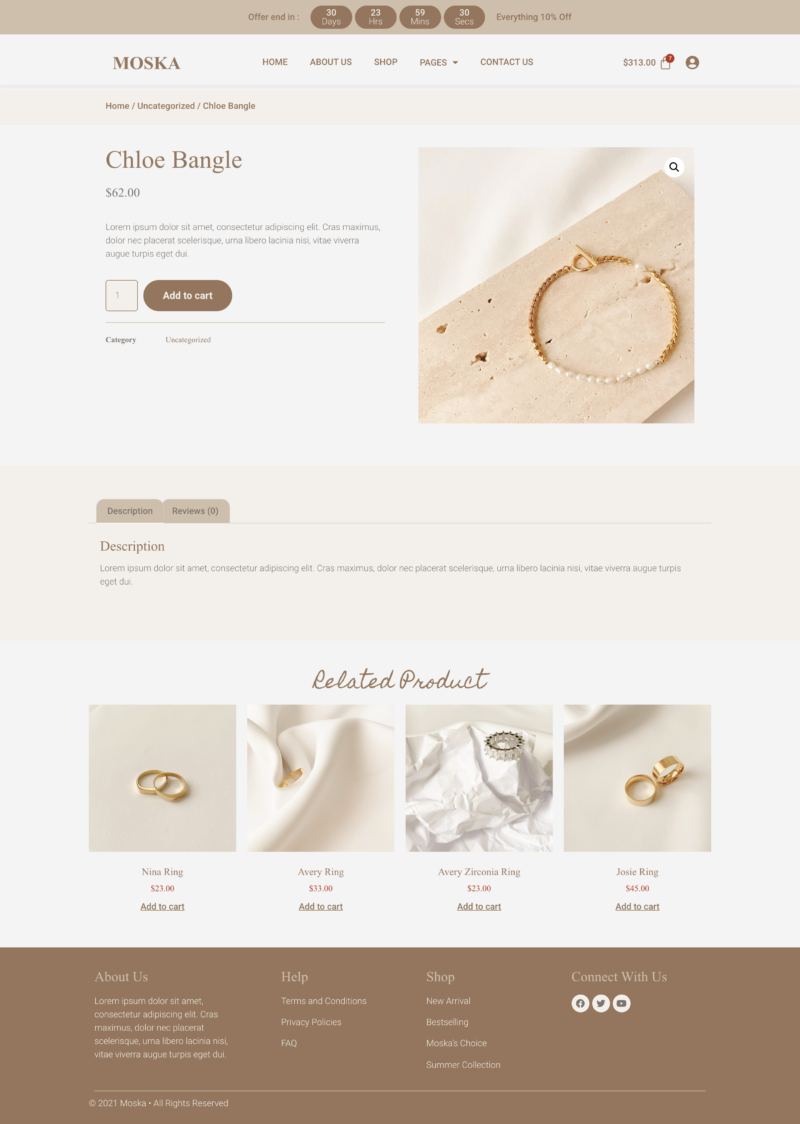 Offer end in :
30 Days
23 Hrs
59 Mins
30 Secs
Everything 10% Off
MOSKA
HOME
ABOUT US
SHOP
PAGES
CONTACT US
$313.00
7
Home / Uncategorized / Chloe Bangle
Chloe Bangle
$62.00
Lorem ipsum dolor sit amet, consectetur adipiscing elit. Cras maximus,
dolor nec placerat scelerisque, urna libero lacinia nisi, vitae viverra
augue turpis eget dui.
1
Add to cart
Category
Uncategorized
Description
Reviews (0)
Description
Lorem ipsum dolor sit amet, consectetur adipiscing elit. Cras maximus, dolor nec placerat scelerisque, urna libero lacinia nisi, vitae viverra augue turpis
eget dui.
Related Product
Nina Ring
$23.00
Add to cart
Avery Ring
$33.00
Add to cart
Avery Zirconia Ring
$23.00
Add to cart
Josie Ring
$45.00
Add to cart
About Us
Lorem ipsum dolor sit amet,
consectetur adipiscing elit. Cras
maximus, dolor nec placerat
scelerisque, urna libero lacinia nisi,
vitae viverra augue turpis eget dui.
Help
Terms and Conditions
Privacy Policies
FAQ
Shop
New Arrival
Bestselling
Moska's Choice
Summer Collection
Connect With Us
© 2021 Moska • All Rights Reserved